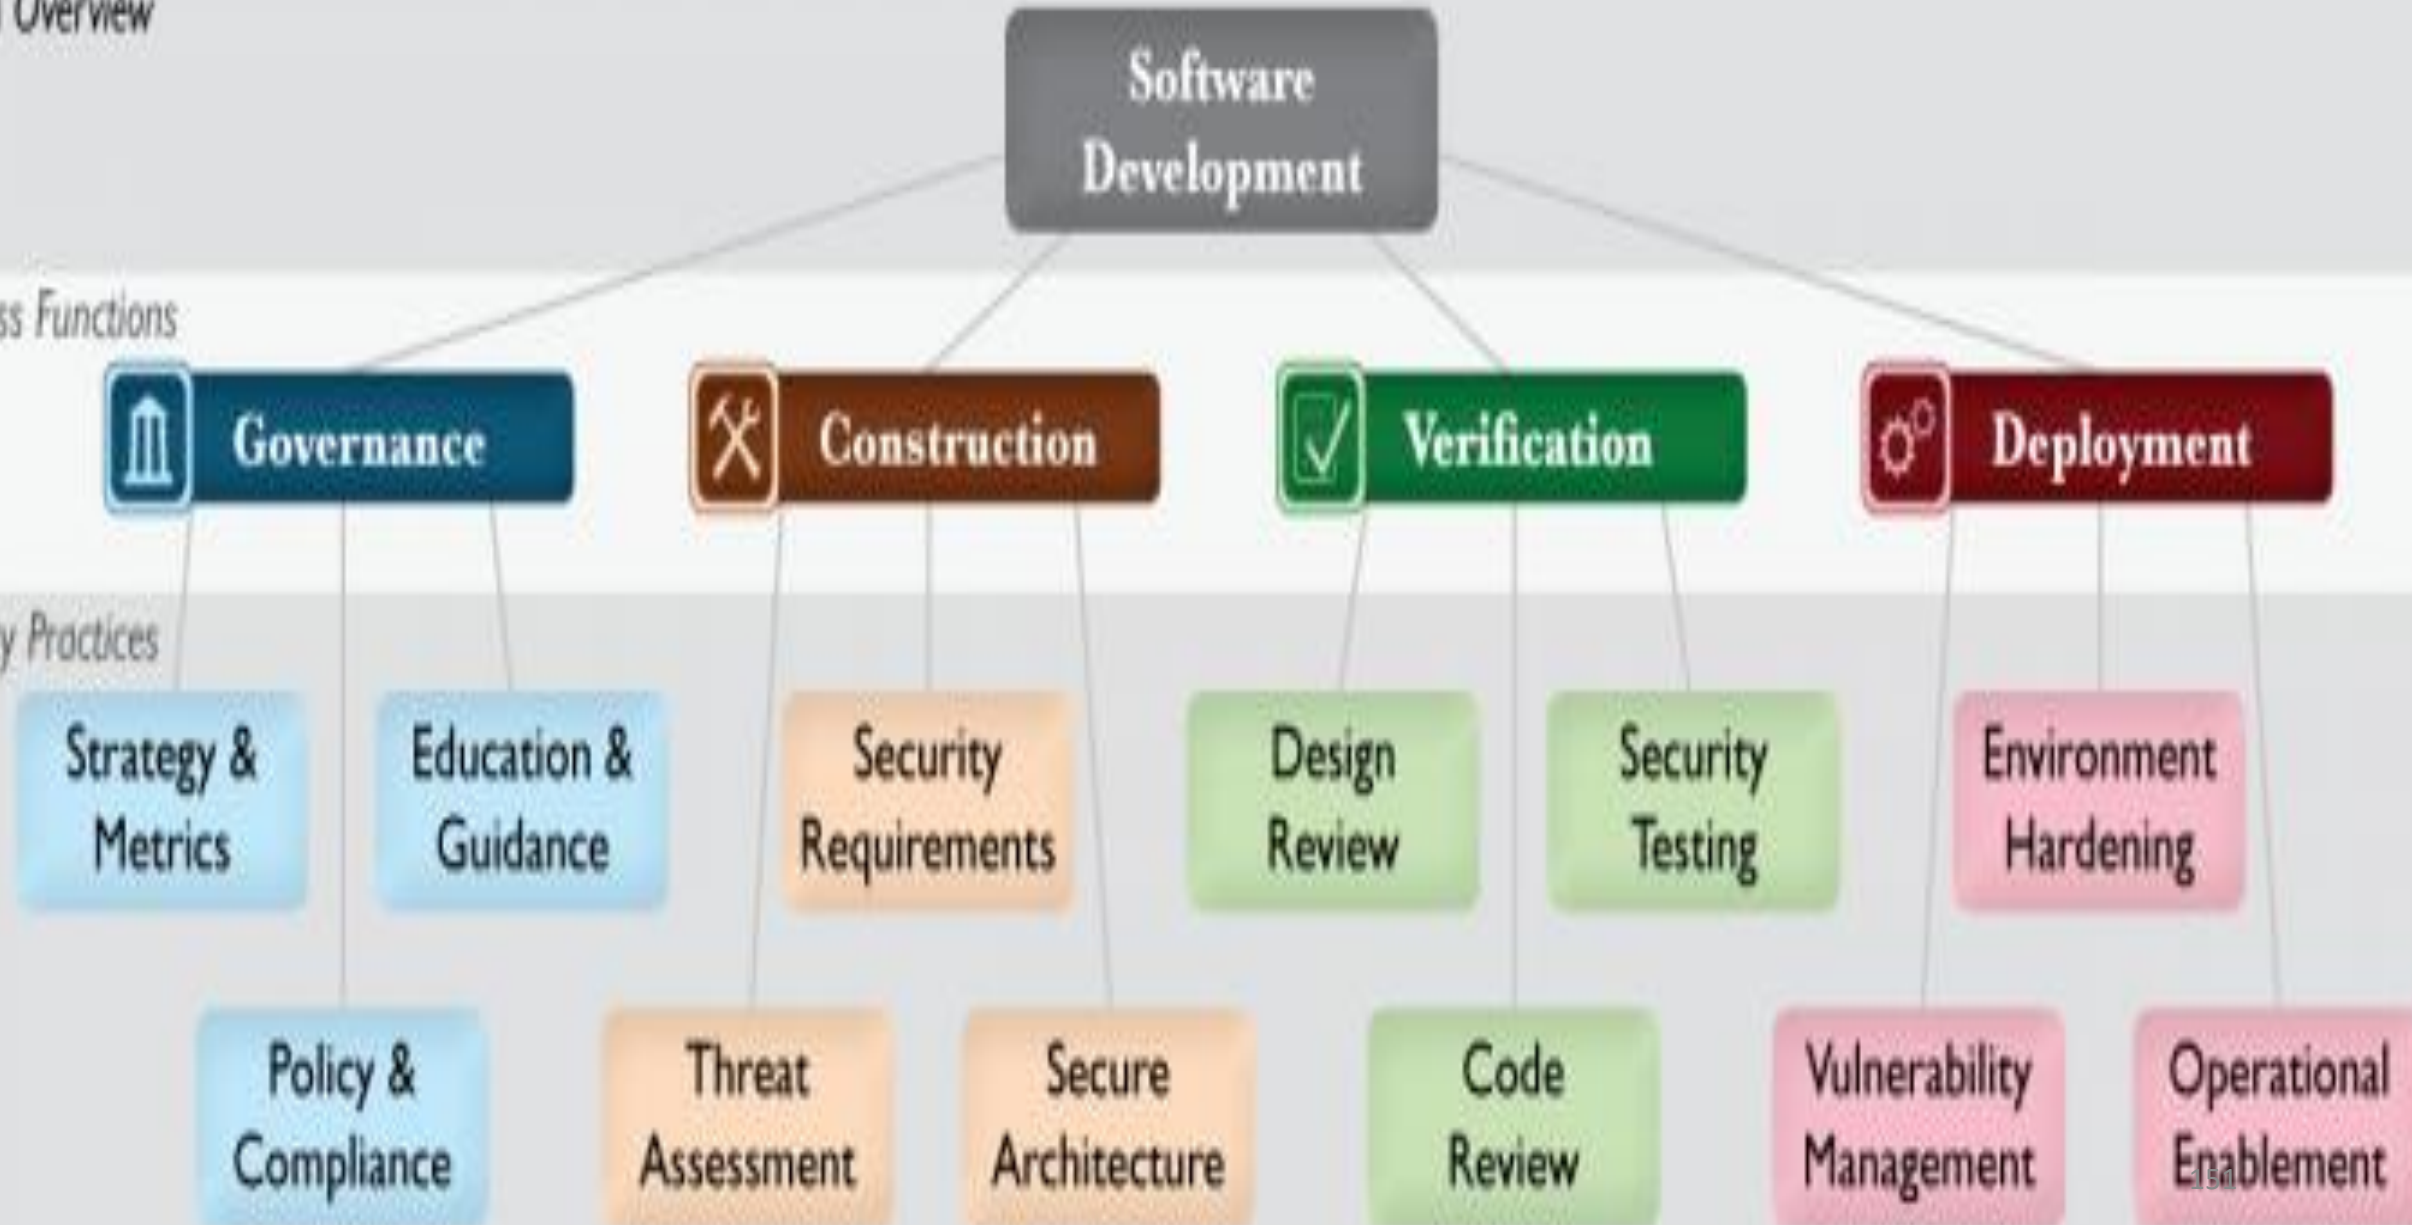 Overview
Software
Development
ss Functions
Governance
Construction
Verification
Deployment
y Practices
Strategy &
Metrics
Education &
Guidance
Security
Requirements
Design
Review
Security
Testing
Environment
Hardening
Policy &
Compliance
Threat
Assessment
Secure
Architecture
Code
Review
Vulnerability
Management
Operational
Enablement